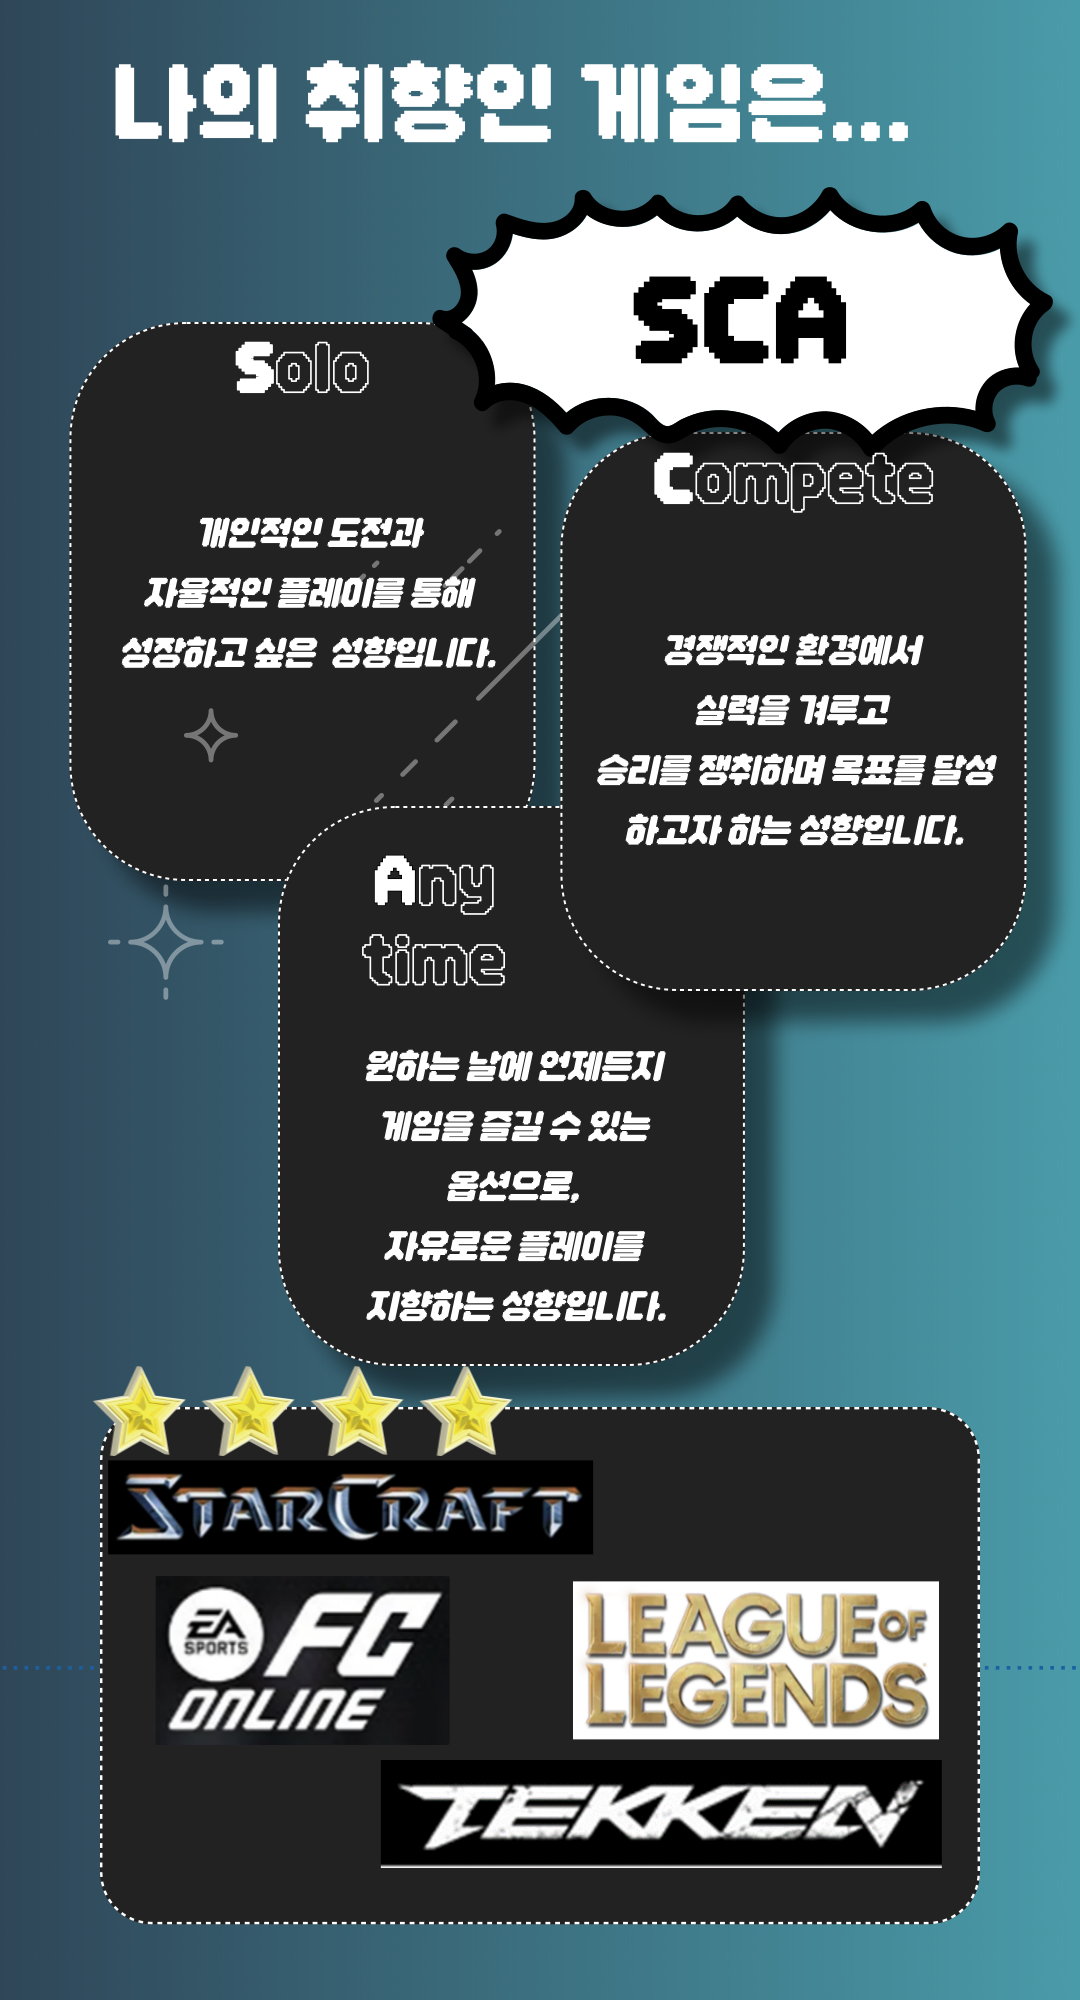 나의 취향인 게임은...
SCA
Solo
개인적인 도전과
자율적인 플레이를 통해
성장하고 싶은 성향입니다.
Compete
경쟁적인 환경에서
실력을 겨루고
승리를 쟁취하며 목표를 달성
하고자 하는 성향입니다.
Any
time
원하는 날에 언제든지
게임을 즐길 수 있는
옵션으로,
자유로운 플레이를
지향하는 성향입니다.
STARCRAFT
EA
SPORTS
FC
ONLINE
LEAGUE OF
LEGENDS
TEKKEN